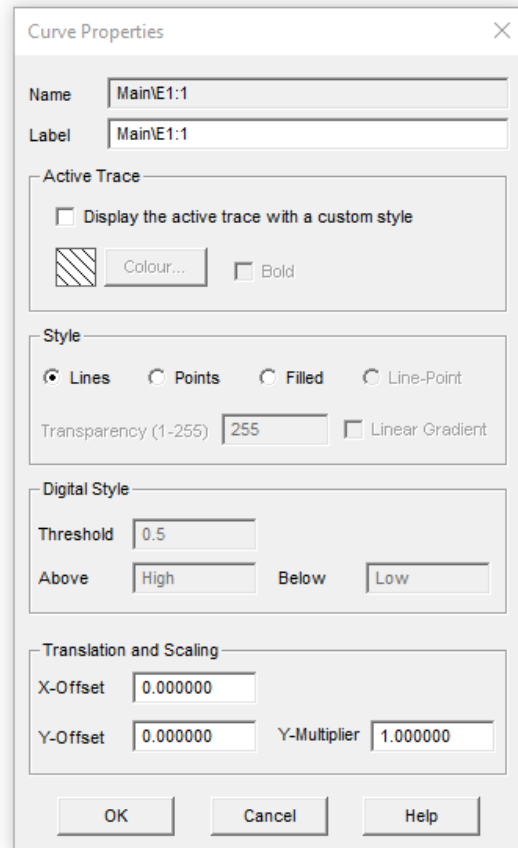 Curve Properties
Name Main\E1:1
Label Main\E1:1
Active Trace
Display the active trace with a custom style
Colour... Bold
Style
Lines Points Filled Line-Point
Transparency (1-255) 255 Linear Gradient
Digital Style
Threshold 0.5
Above High Below Low
Translation and Scaling
X-Offset 0.000000
Y-Offset 0.000000 Y-Multiplier 1.000000
OK Cancel Help